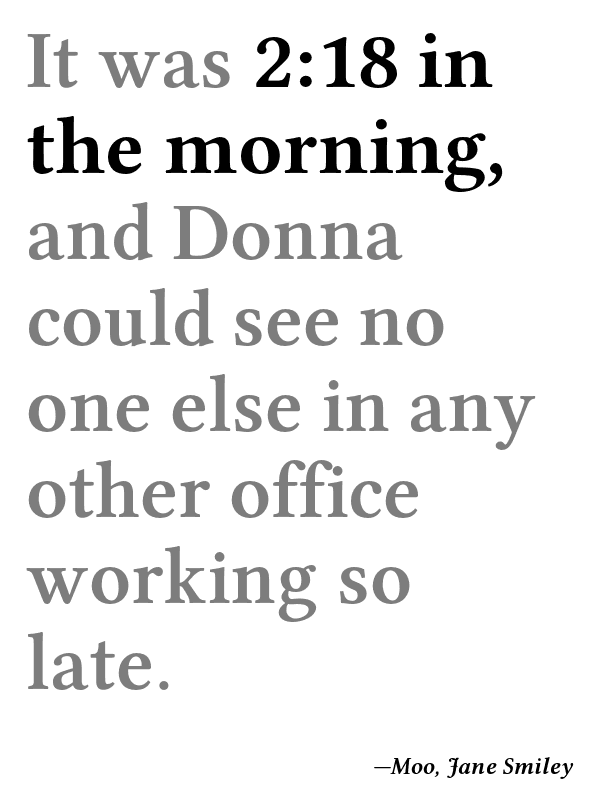 It was 2:18 in
the morning,
and Donna
could see no
one else in any
other office
working so
late.
—Moo, Jane Smiley